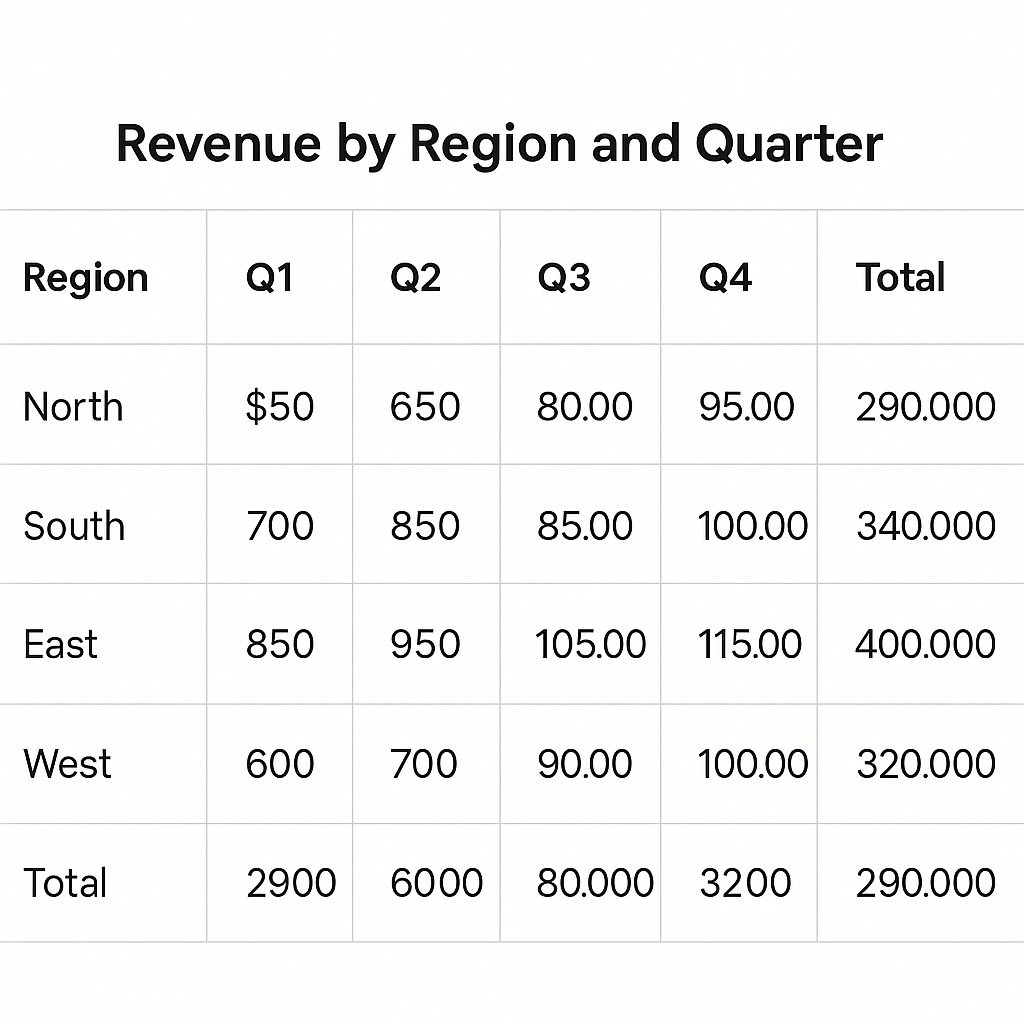 Revenue by Region and Quarter
Region Q1 Q2 Q3 Q4 Total
North $50 650 80.00 95.00 290.000
South 700 850 85.00 100.00 340.000
East 850 950 105.00 115.00 400.000
West 600 700 90.00 100.00 320.000
Total 2900 6000 80.000 3200 290.000